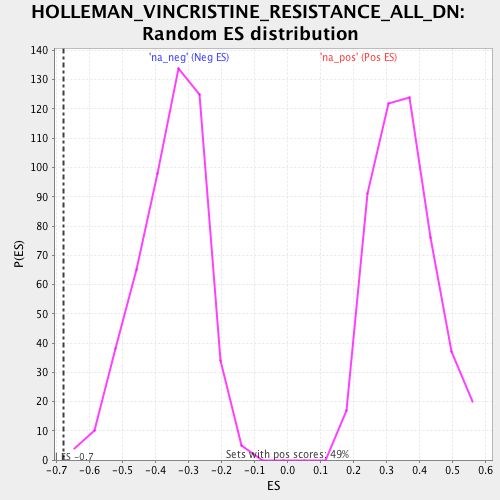 HOLLEMAN_VINCRISTINE_RESISTANCE_ALL_DN:
Random ES distribution
'na_neg' (Neg ES)
'na_pos' (Pos ES)
140
130
120
110
100
90
80
70
60
50
40
30
20
10
0
P(ES)
ES -0.7
Sets with pos scores: 49%
-0.7 -0.6 -0.5 -0.4 -0.3 -0.2 -0.1 0.0 0.1 0.2 0.3 0.4 0.5 0.6
ES